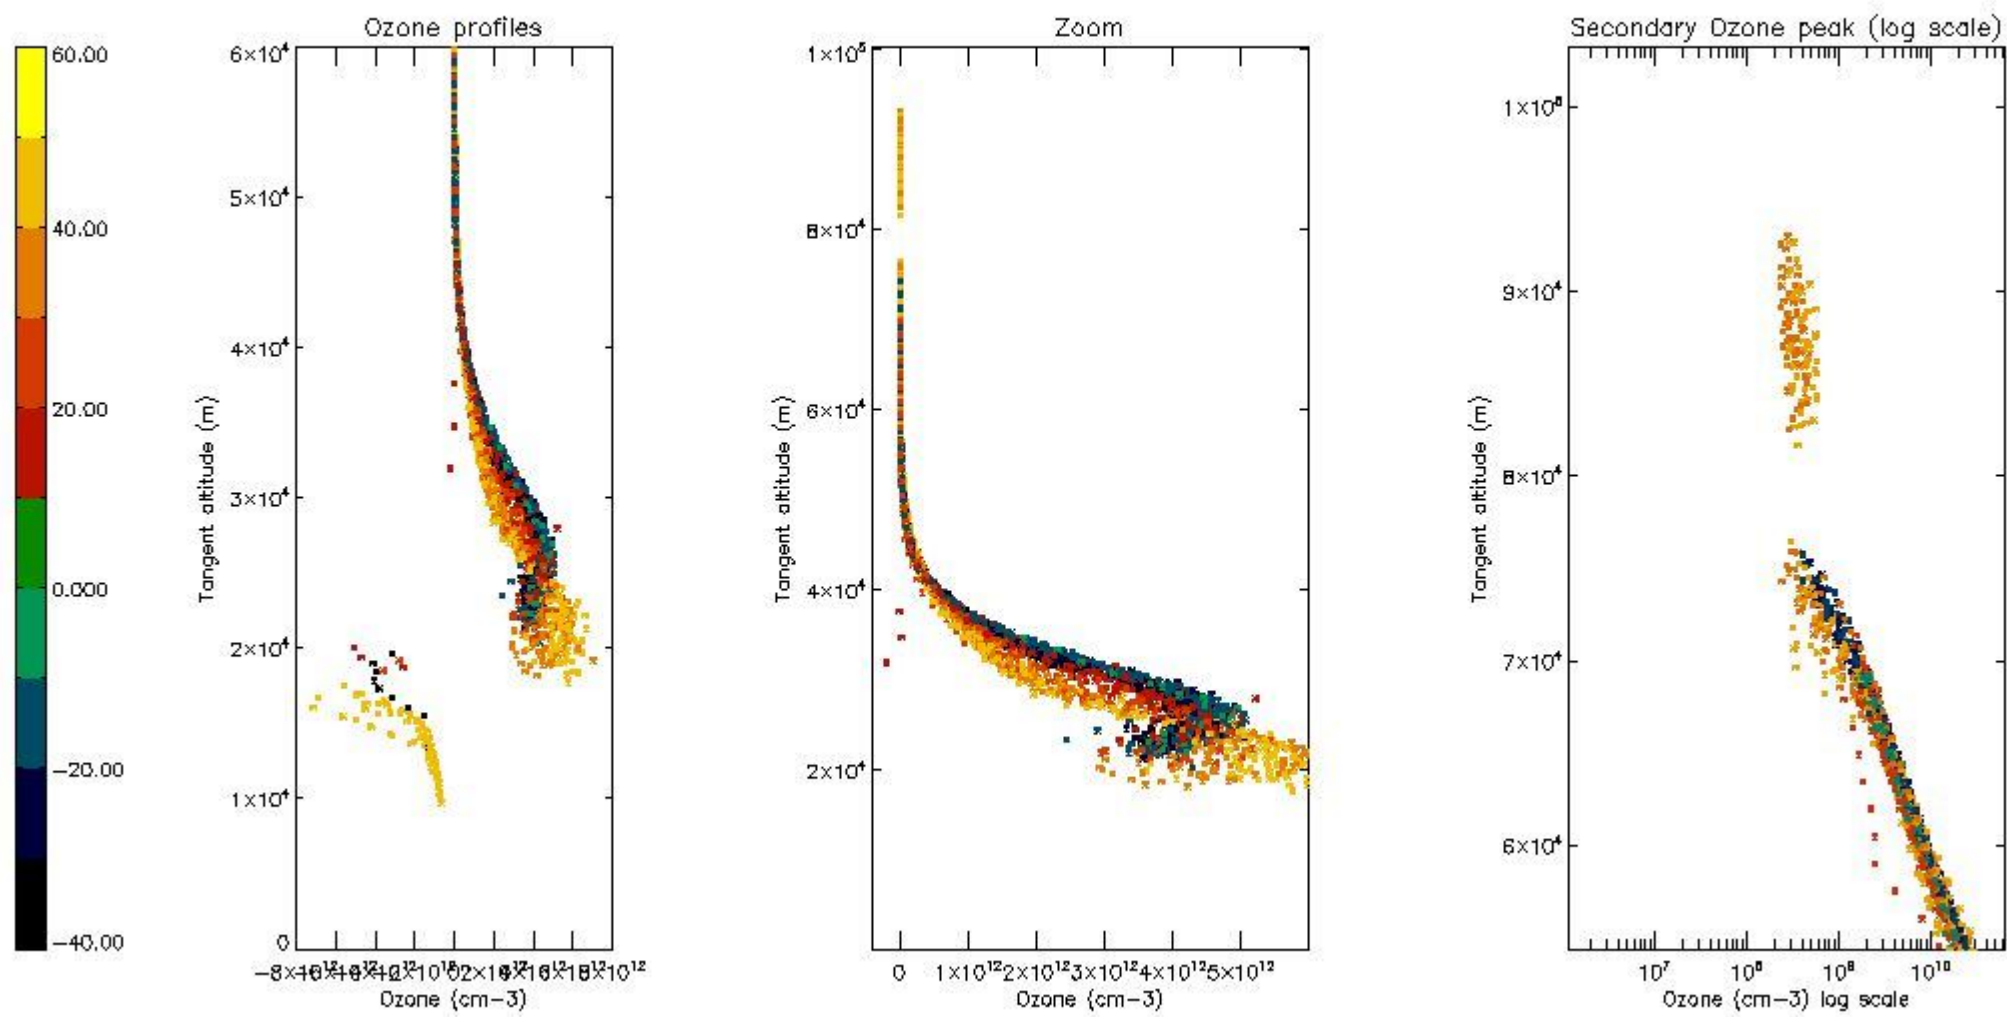 Ozone profiles
Zoom
Secondary Ozone peak (log scale)
60.00
40.00
20.00
0.000
−20.00
−40.00
Tangent altitude (m)
6×10⁴
5×10⁴
4×10⁴
3×10⁴
2×10⁴
1×10⁴
0
Ozone (cm−3)
Tangent altitude (m)
1×10⁵
8×10⁴
6×10⁴
4×10⁴
2×10⁴
0 1×10¹² 2×10¹² 3×10¹² 4×10¹² 5×10¹²
Ozone (cm−3)
Tangent altitude (m)
9×10⁴
8×10⁴
7×10⁴
6×10⁴
10⁷ 10⁸ 10⁹ 10¹⁰
Ozone (cm−3) log scale